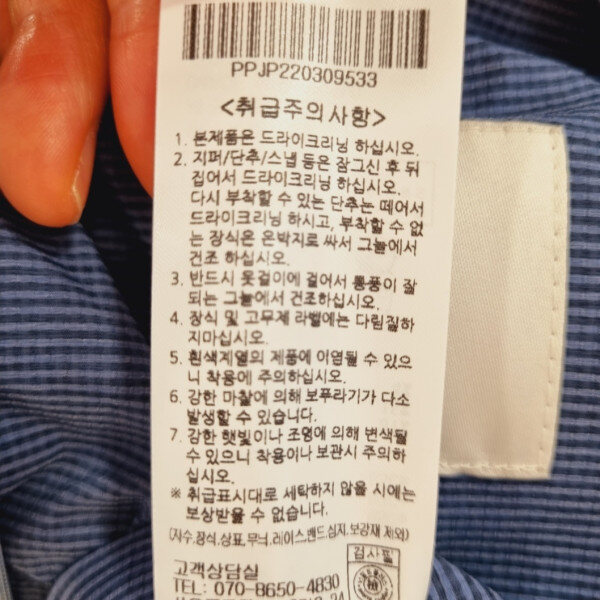 PPJP220309533
<취급주의사항>
1. 본제품은 드라이크리닝 하십시오.
2. 지퍼/단추/스냅 등은 잠그신 후 뒤
집어서 드라이크리닝 하십시오.
다시 부착할 수 있는 단추는 떼어서
드라이크리닝 하시고, 부착할 수 없
는 장식은 은박지로 싸서 그늘에서
건조 하십시오.
3. 반드시 옷걸이에 걸어서 통풍이 잘
되는 그늘에서 건조하십시오.
4. 장식 및 고무제 라벨에는 다림질하
지마십시오.
5. 흰색계열의 제품에 이염될 수 있으
니 착용에 주의하십시오.
6. 강한 마찰에 의해 보푸라기가 다소
발생할 수 있습니다.
7. 강한 햇빛이나 조명에 의해 변색될
수 있으니 착용이나 보관시 주의하
십시오.
※ 취급표시대로 세탁하지 않을 시에는
보상받을 수 없습니다.
(자수,장식,상표,무늬,레이스,밴드,심지,보강재 제외)
검사필
고객상담실
TEL: 070-8650-4830